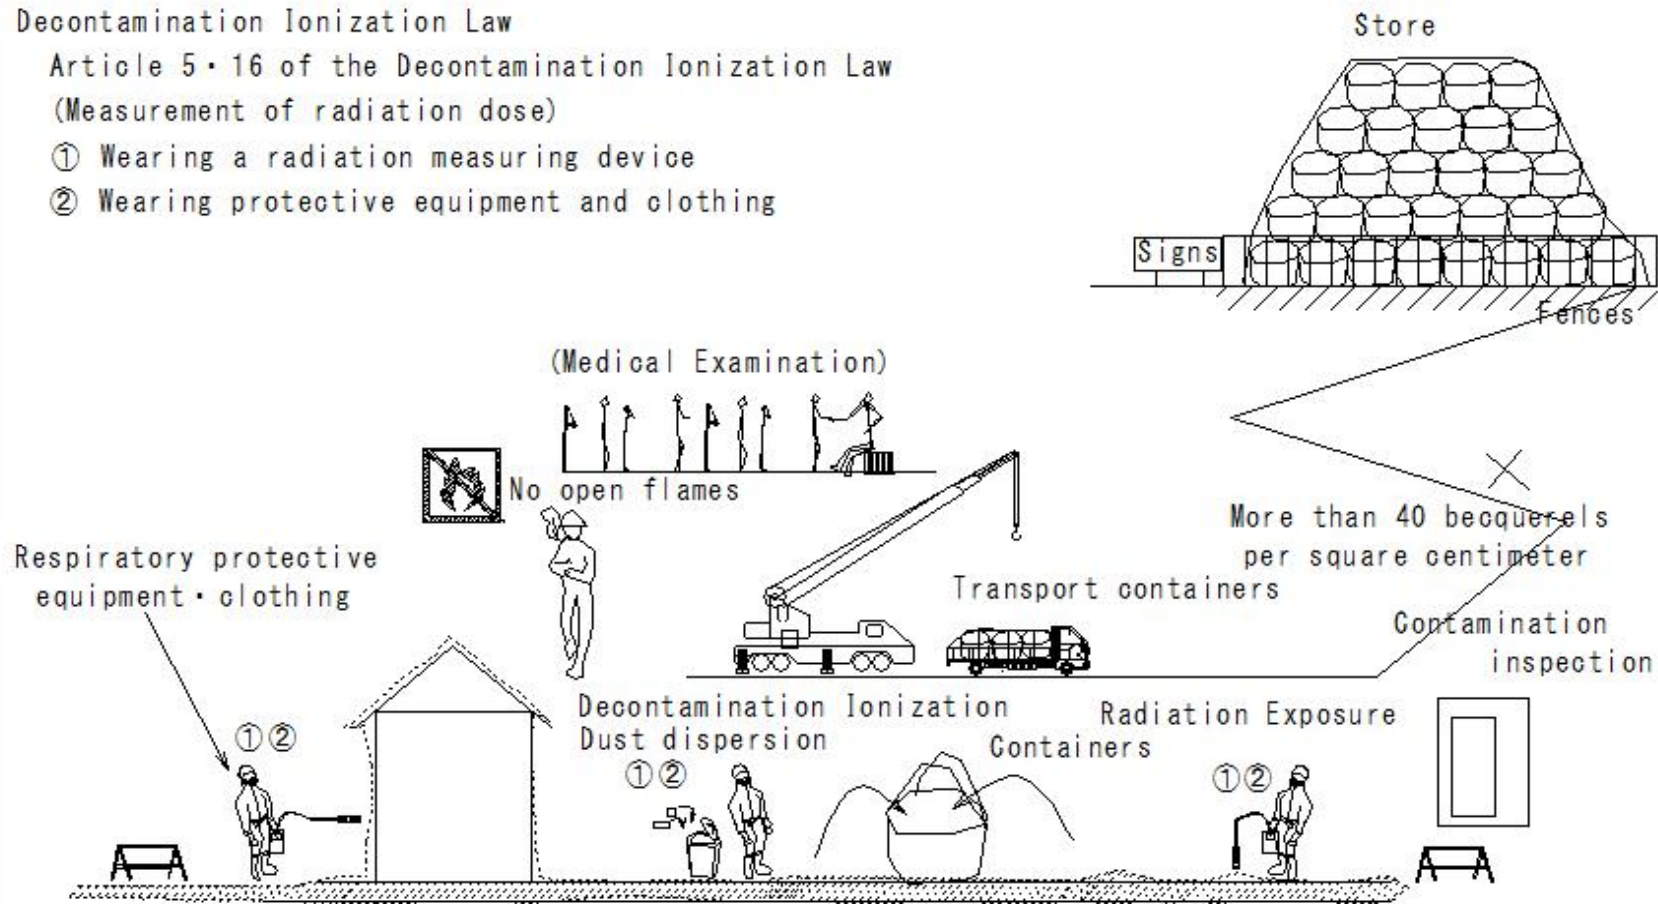 Decontamination Ionization Law
Article 5・16 of the Decontamination Ionization Law
(Measurement of radiation dose)
① Wearing a radiation measuring device
② Wearing protective equipment and clothing
Store
Signs
Fences
(Medical Examination)
No open flames
More than 40 becquerels
per square centimeter
Respiratory protective
equipment・clothing
Transport containers
Contamination
inspection
Decontamination Ionization
Dust dispersion
Radiation Exposure
Containers
①②
①②
①②